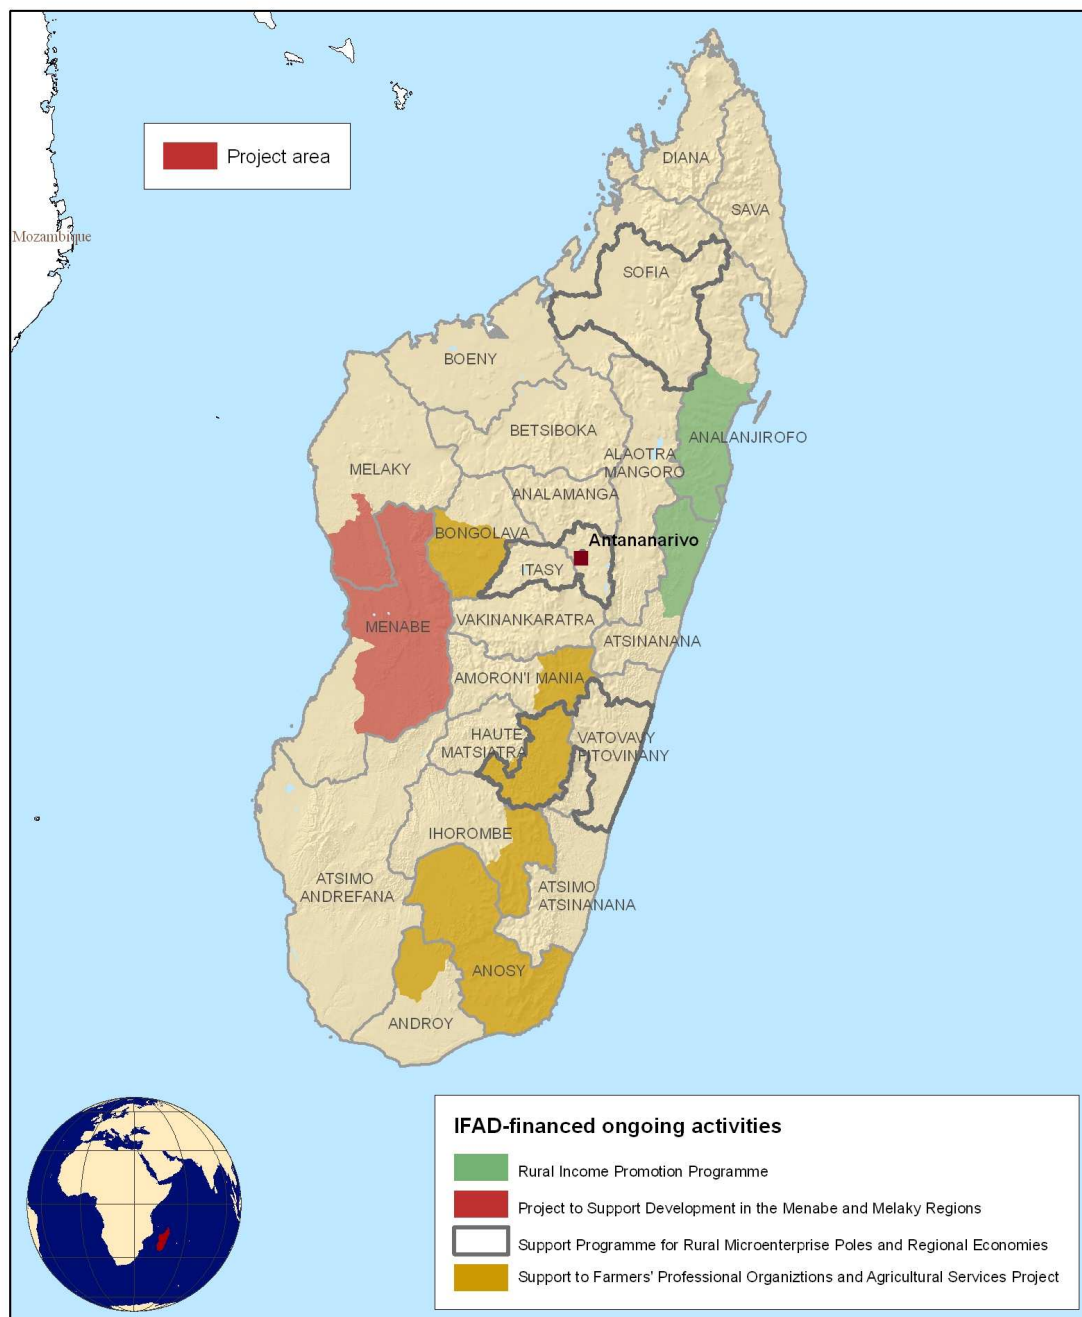 Project area
Mozambique
DIANA
SAVA
SOFIA
BOENY
BETSIBOKA
ANALANJIROFO
ALAOTRA
MANGORO
MELAKY
ANALAMANGA
BONGOLAVA
Antananarivo
ITASY
VAKINANKARATRA
MENABE
ATSINANANA
AMORON'I MANIA
HAUTE
MATSIATRA
VATOVAVY
FITOVINANY
IHOROMBE
ATSIMO
ANDREFANA
ATSIMO
ATSINANANA
ANOSY
ANDROY
IFAD-financed ongoing activities
Rural Income Promotion Programme
Project to Support Development in the Menabe and Melaky Regions
Support Programme for Rural Microenterprise Poles and Regional Economies
Support to Farmers' Professional Organiztions and Agricultural Services Project